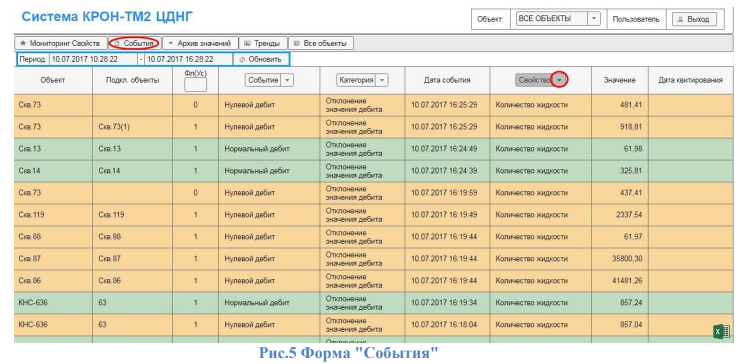 Система КРОН-ТМ2 ЦДНГ
Объект: ВСЕ ОБЪЕКТЫ Пользователь Выход
Мониторинг Свойств События Архив значений Тренды Все объекты
Период: 10.07.2017 10:28:22 - 10.07.2017 16:28:22 Обновить
Объект Подкл. объекты Фл(Ус) Событие Категория Дата события Свойство Значение Дата квитирования
Скв.73 0 Нулевой дебит Отклонение значения дебита 10.07.2017 16:25:29 Количество жидкости 481,41
Скв.73 Скв.73(1) 1 Нулевой дебит Отклонение значения дебита 10.07.2017 16:25:29 Количество жидкости 918,81
Скв.13 Скв.13 1 Нормальный дебит Отклонение значения дебита 10.07.2017 16:24:49 Количество жидкости 61,98
Скв.14 Скв.14 1 Нормальный дебит Отклонение значения дебита 10.07.2017 16:24:39 Количество жидкости 325,81
Скв.73 0 Нулевой дебит Отклонение значения дебита 10.07.2017 16:19:59 Количество жидкости 437,41
Скв.119 Скв.119 1 Нулевой дебит Отклонение значения дебита 10.07.2017 16:19:49 Количество жидкости 2337,54
Скв.88 Скв.88 1 Нулевой дебит Отклонение значения дебита 10.07.2017 16:19:44 Количество жидкости 61,97
Скв.87 Скв.87 1 Нулевой дебит Отклонение значения дебита 10.07.2017 16:19:44 Количество жидкости 35800,30
Скв.86 Скв.86 1 Нулевой дебит Отклонение значения дебита 10.07.2017 16:19:44 Количество жидкости 41481,26
КНС-636 63 1 Нормальный дебит Отклонение значения дебита 10.07.2017 16:19:34 Количество жидкости 857,24
КНС-636 63 1 Нулевой дебит Отклонение значения дебита 10.07.2017 16:18:04 Количество жидкости 857,04
Рис.5 Форма "События"